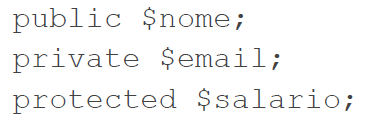 public $nome;
private $email;
protected $salario;